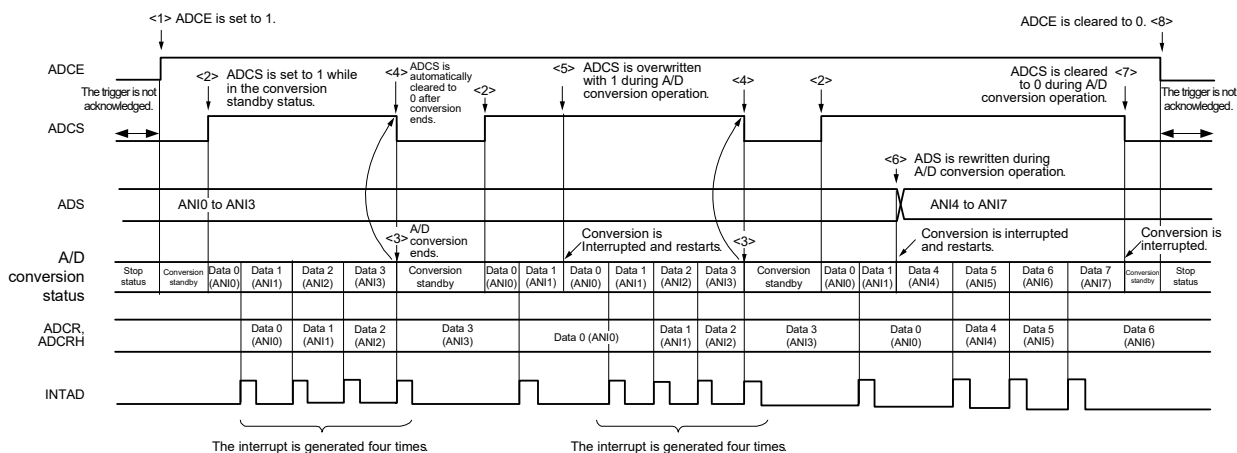 <1> ADCE is set to 1.
ADCE is cleared to 0. <8>
ADCE
The trigger is not
acknowledged.
<2> ADCS is set to 1 while
in the conversion
standby status.
<4> ADCS is
automatically
cleared to
0 after
conversion
ends.
<2>
<5> ADCS is overwritten
with 1 during A/D
conversion operation.
<4>
<2>
ADCS is cleared <7>
to 0 during A/D
conversion operation.
The trigger is not
acknowledged.
ADCS
<6> ADS is rewritten during
A/D conversion operation.
ADS
ANI0 to ANI3
ANI4 to ANI7
<3> A/D
conversion
ends.
Conversion is
Interrupted and restarts.
<3>
Conversion is interrupted
and restarts.
Conversion is
interrupted.
A/D
conversion
status
Stop
status
Conversion
standby
Data 0
(ANI0)
Data 1
(ANI1)
Data 2
(ANI2)
Data 3
(ANI3)
Conversion
standby
Data 0
(ANI0)
Data 1
(ANI1)
Data 0
(ANI0)
Data 1
(ANI1)
Data 2
(ANI2)
Data 3
(ANI3)
Conversion
standby
Data 0
(ANI0)
Data 1
(ANI1)
Data 4
(ANI4)
Data 5
(ANI5)
Data 6
(ANI6)
Data 7
(ANI7)
Conversion
standby
Stop
status
ADCR,
ADCRH
Data 0
(ANI0)
Data 1
(ANI1)
Data 2
(ANI2)
Data 3
(ANI3)
Data 0 (ANI0)
Data 1
(ANI1)
Data 2
(ANI2)
Data 3
(ANI3)
Data 0
(ANI0)
Data 4
(ANI4)
Data 5
(ANI5)
Data 6
(ANI6)
INTAD
The interrupt is generated four times.
The interrupt is generated four times.